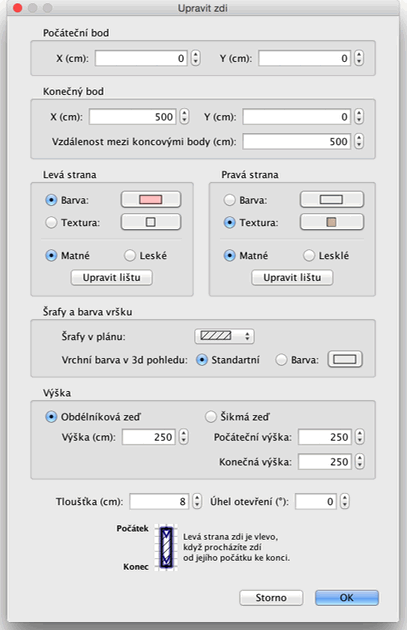 Upravit zdi
Počáteční bod
X (cm): 0 Y (cm): 0
Konečný bod
X (cm): 500 Y (cm): 0
Vzdálenost mezi koncovými body (cm): 500
Levá strana Pravá strana
Barva: Barva:
Textura: Textura:
Matné Leské Matné Lesklé
Upravit lištu Upravit lištu
Šrafy a barva vršku
Šrafy v plánu:
Vrchní barva v 3d pohledu: Standartní Barva:
Výška
Obdélníková zeď Šikmá zeď
Výška (cm): 250 Počáteční výška: 250
Konečná výška: 250
Tloušťka (cm): 8 Úhel otevření (°): 0
Počátek
Levá strana zdi je vlevo,
když procházíte zdí
od jejího počátku ke konci.
Konec
Storno OK